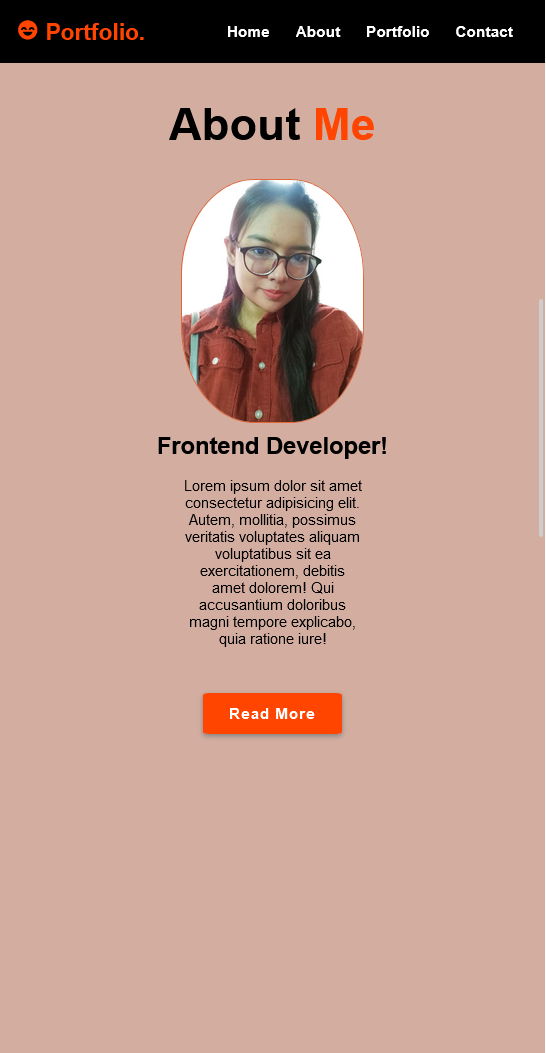 Portfolio.
Home About Portfolio Contact
About Me
Frontend Developer!
Lorem ipsum dolor sit amet
consectetur adipisicing elit.
Autem, mollitia, possimus
veritatis voluptates aliquam
voluptatibus sit ea
exercitationem, debitis
amet dolorem! Qui
accusantium doloribus
magni tempore explicabo,
quia ratione iure!
Read More